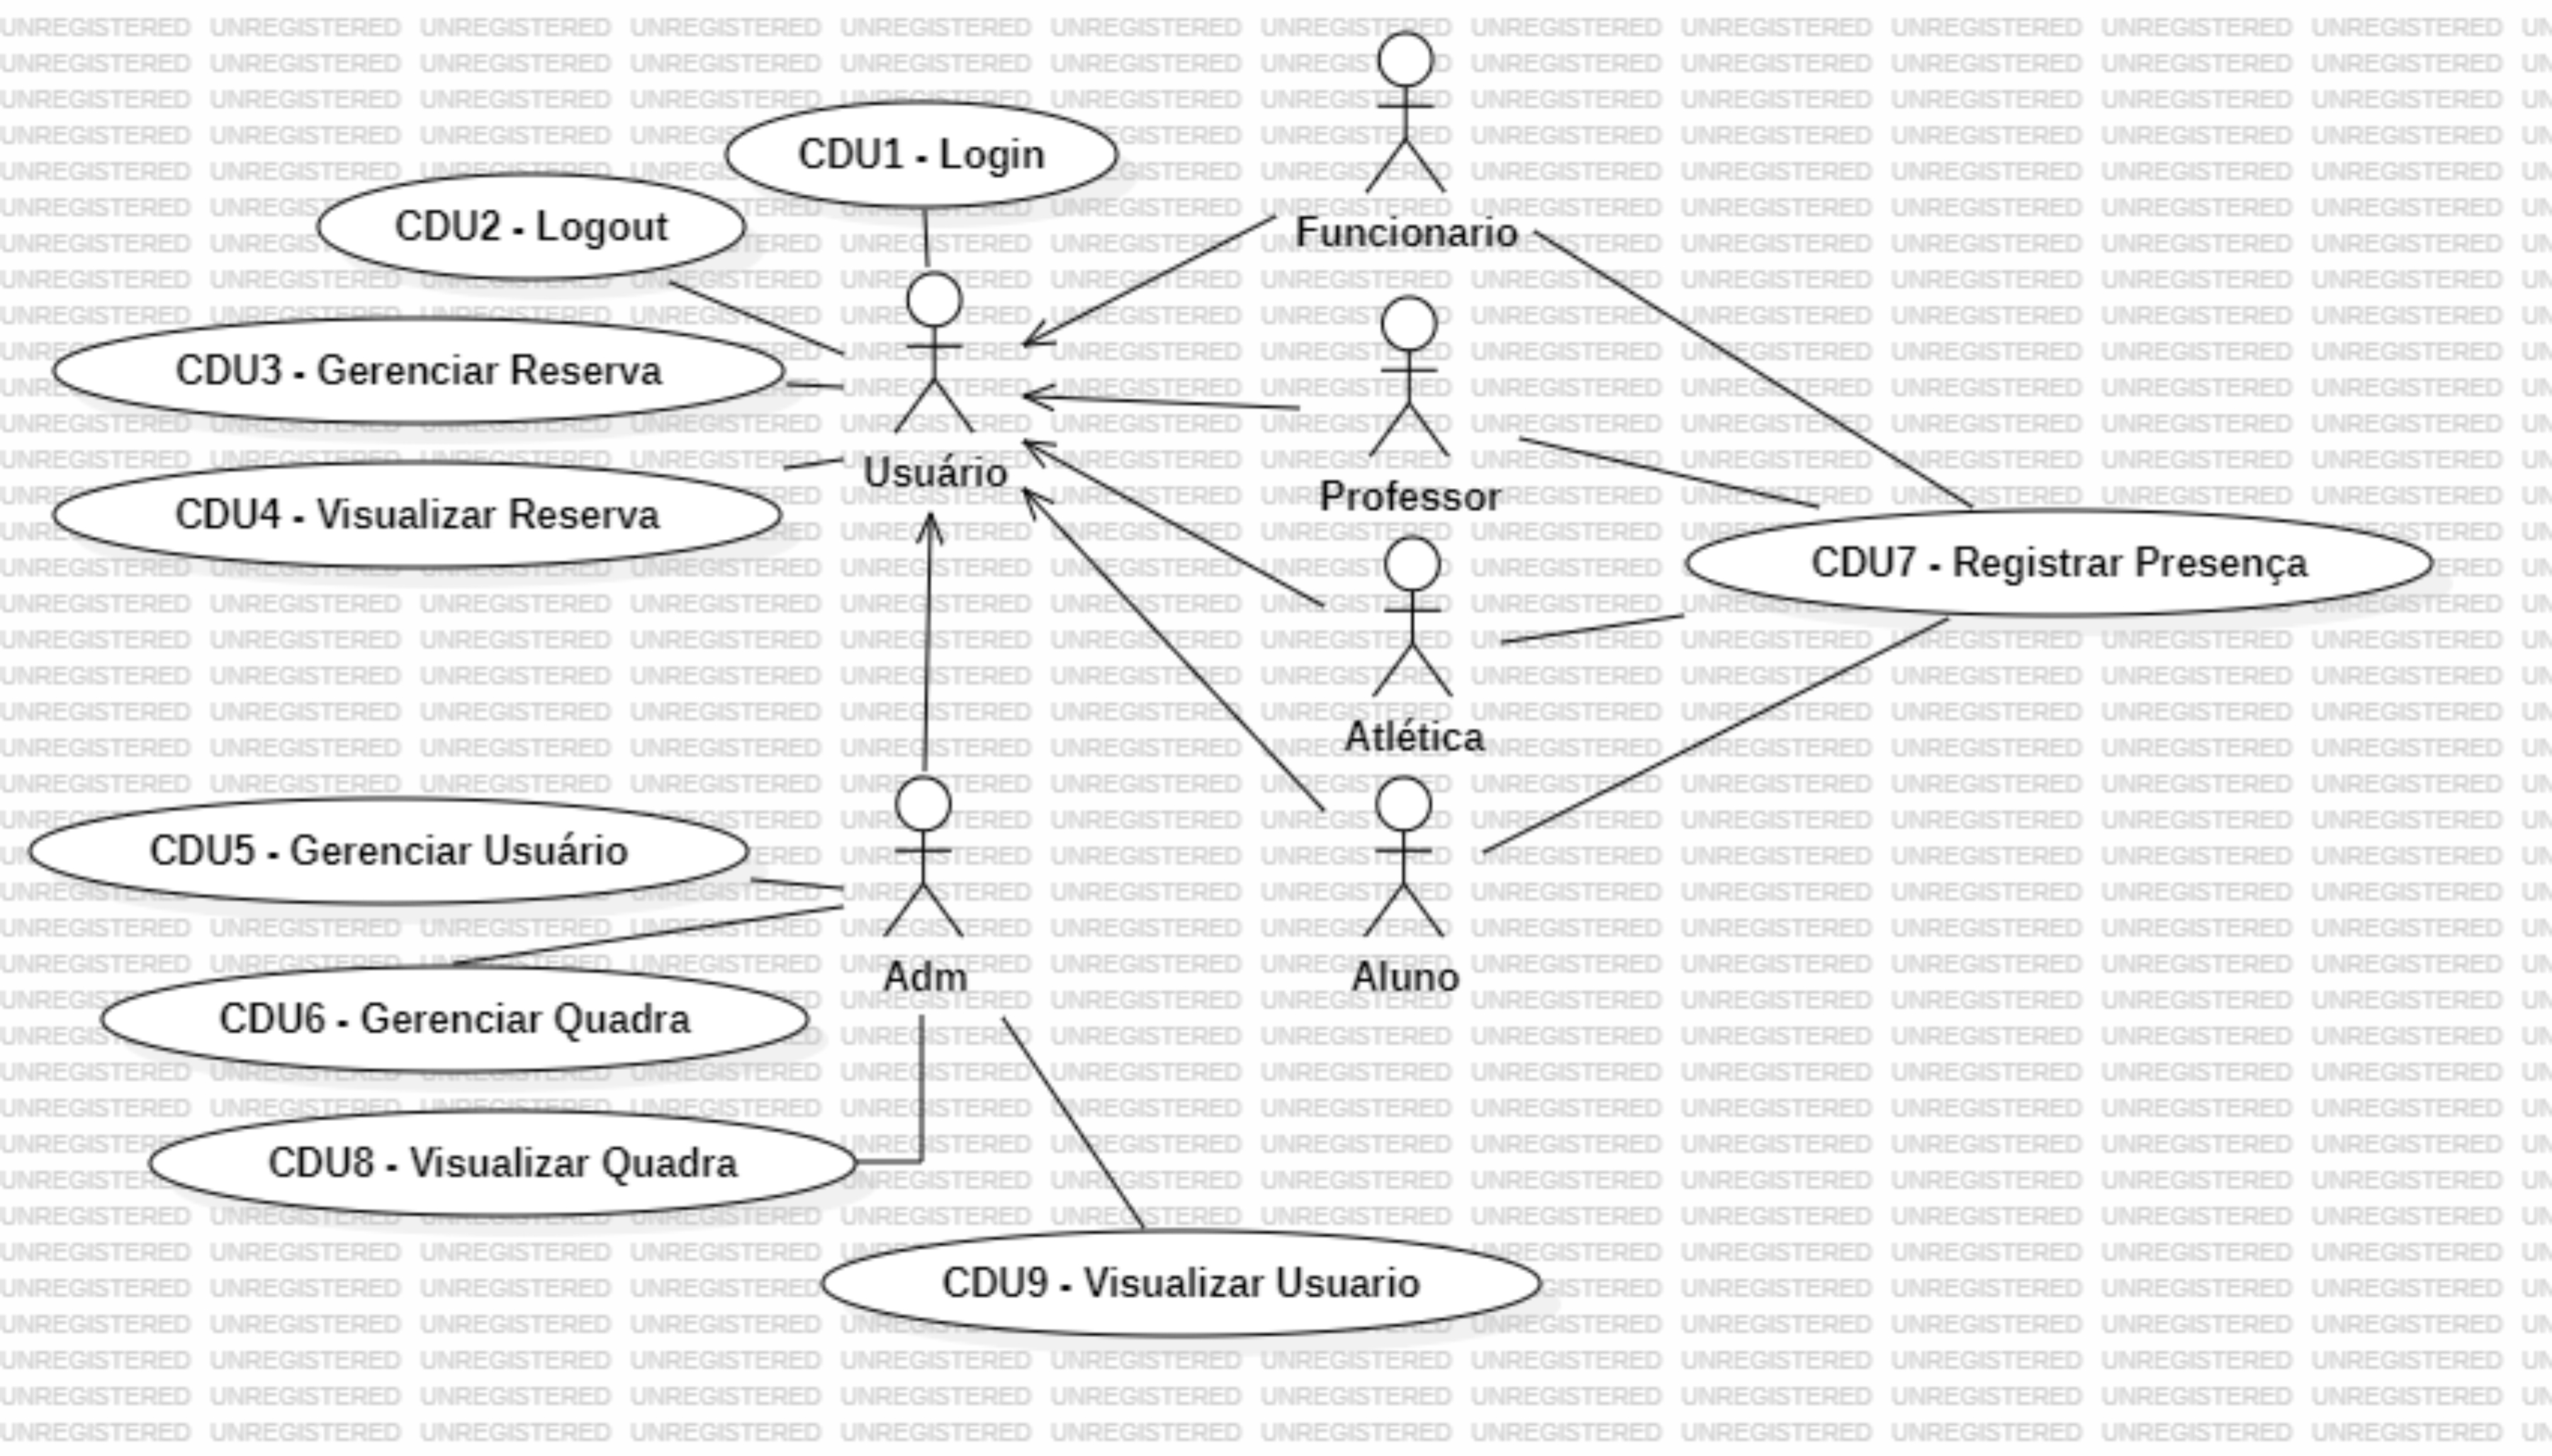 CDU1 - Login
CDU2 - Logout
Funcionario
CDU3 - Gerenciar Reserva
Usuário
Professor
CDU4 - Visualizar Reserva
CDU7 - Registrar Presença
Atlética
CDU5 - Gerenciar Usuário
Adm
Aluno
CDU6 - Gerenciar Quadra
CDU8 - Visualizar Quadra
CDU9 - Visualizar Usuario
UNREGISTERED